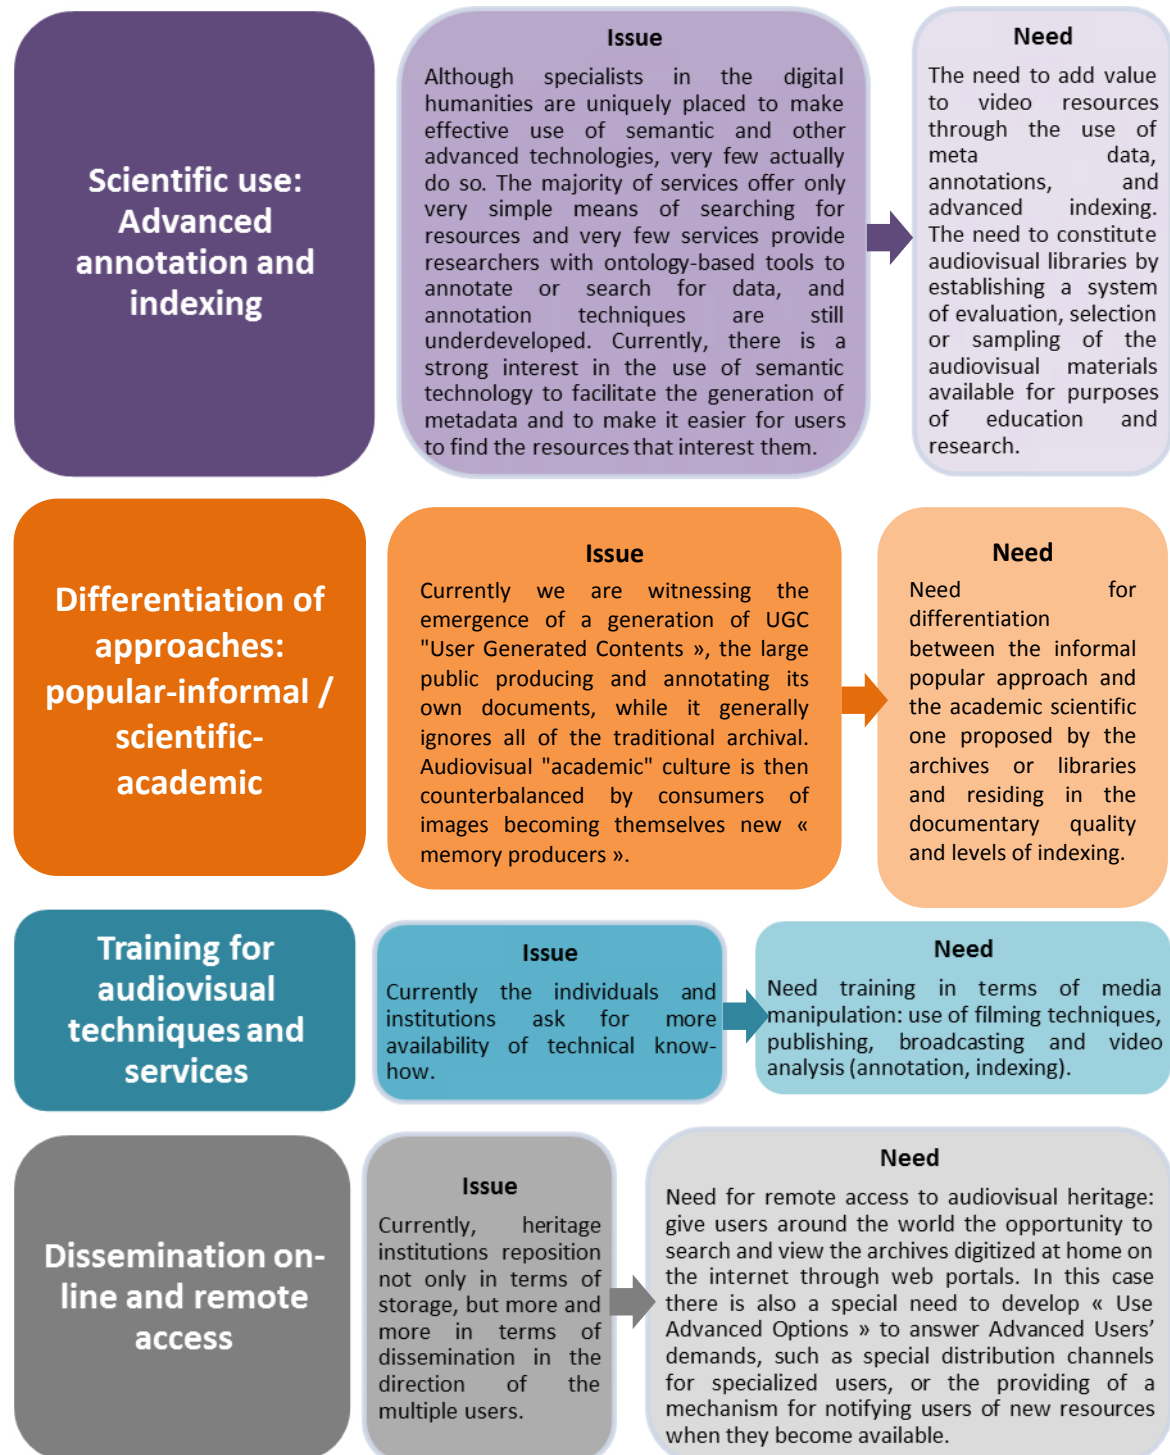 Scientific use:
Advanced
annotation and
indexing
Issue
Although specialists in the digital
humanities are uniquely placed to make
effective use of semantic and other
advanced technologies, very few actually
do so. The majority of services offer only
very simple means of searching for
resources and very few services provide
researchers with ontology-based tools to
annotate or search for data, and
annotation techniques are still
underdeveloped. Currently, there is a
strong interest in the use of semantic
technology to facilitate the generation of
metadata and to make it easier for users
to find the resources that interest them.
Need
The need to add value
to video resources
through the use of
meta data,
annotations, and
advanced indexing.
The need to constitute
audiovisual libraries by
establishing a system
of evaluation, selection
or sampling of the
audiovisual materials
available for purposes
of education and
research.
Differentiation of
approaches:
popular-informal /
scientific-
academic
Issue
Currently we are witnessing the
emergence of a generation of UGC
"User Generated Contents », the large
public producing and annotating its
own documents, while it generally
ignores all of the traditional archival.
Audiovisual "academic" culture is then
counterbalanced by consumers of
images becoming themselves new «
memory producers ».
Need
Need for
differentiation
between the informal
popular approach and
the academic scientific
one proposed by the
archives or libraries
and residing in the
documentary quality
and levels of indexing.
Training for
audiovisual
techniques and
services
Issue
Currently the individuals and
institutions ask for more
availability of technical know-
how.
Need
Need training in terms of media
manipulation: use of filming techniques,
publishing, broadcasting and video
analysis (annotation, indexing).
Dissemination on-
line and remote
access
Issue
Currently, heritage
institutions reposition
not only in terms of
storage, but more and
more in terms of
dissemination in the
direction of the
multiple users.
Need
Need for remote access to audiovisual heritage:
give users around the world the opportunity to
search and view the archives digitized at home on
the internet through web portals. In this case
there is also a special need to develop « Use
Advanced Options » to answer Advanced Users'
demands, such as special distribution channels
for specialized users, or the providing of a
mechanism for notifying users of new resources
when they become available.